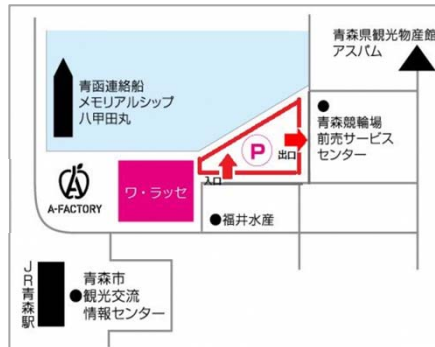 青森県観光物産館
アスパム
青函連絡船
メモリアルシップ
八甲田丸
青森競輪場
前売サービス
センター
P
出口
入口
A-FACTORY
ワ・ラッセ
●福井水産
JR青森駅
青森市
●観光交流
情報センター